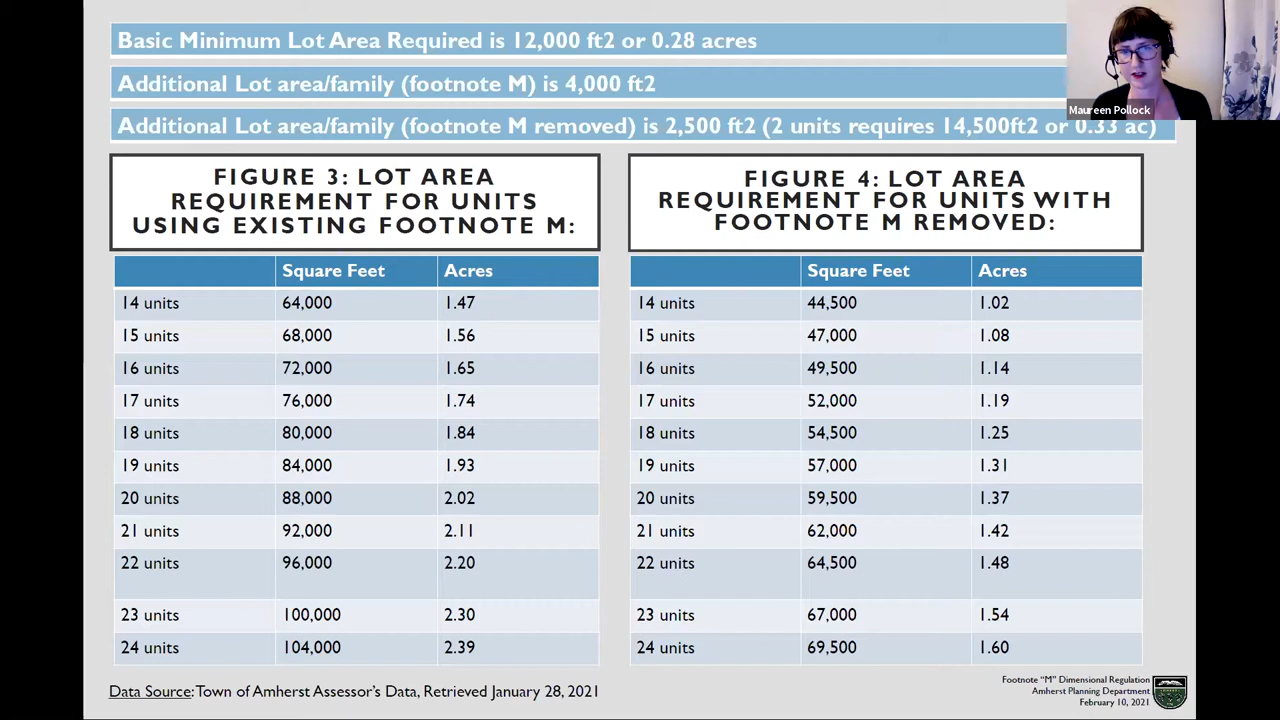 Basic Minimum Lot Area Required is 12,000 ft2 or 0.28 acres
Additional Lot area/family (footnote M) is 4,000 ft2
Additional Lot area/family (footnote M removed) is 2,500 ft2 (2 units requires 14,500ft2 or 0.33 ac)
Maureen Pollock
FIGURE 3: LOT AREA
REQUIREMENT FOR UNITS
USING EXISTING FOOTNOTE M:
Square Feet Acres
14 units 64,000 1.47
15 units 68,000 1.56
16 units 72,000 1.65
17 units 76,000 1.74
18 units 80,000 1.84
19 units 84,000 1.93
20 units 88,000 2.02
21 units 92,000 2.11
22 units 96,000 2.20
23 units 100,000 2.30
24 units 104,000 2.39
FIGURE 4: LOT AREA
REQUIREMENT FOR UNITS WITH
FOOTNOTE M REMOVED:
Square Feet Acres
14 units 44,500 1.02
15 units 47,000 1.08
16 units 49,500 1.14
17 units 52,000 1.19
18 units 54,500 1.25
19 units 57,000 1.31
20 units 59,500 1.37
21 units 62,000 1.42
22 units 64,500 1.48
23 units 67,000 1.54
24 units 69,500 1.60
Data Source: Town of Amherst Assessor's Data, Retrieved January 28, 2021
Footnote "M" Dimensional Regulation
Amherst Planning Department
February 10, 2021